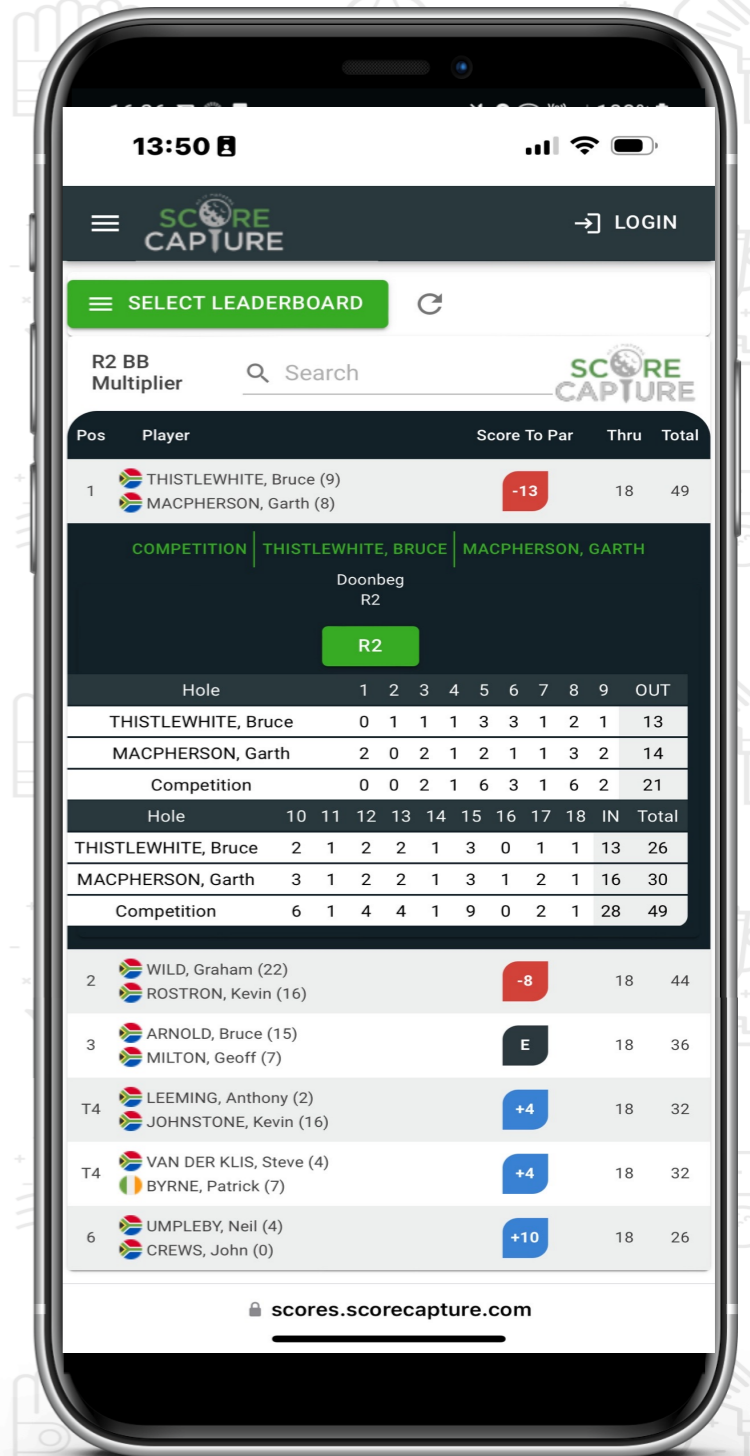 13:50
SCORE
CAPTURE
LOGIN
SELECT LEADERBOARD
R2 BB
Multiplier
Search
SCORE
CAPTURE
Pos Player Score To Par Thru Total
1 THISTLEWHITE, Bruce (9) -13 18 49
MACPHERSON, Garth (8)
COMPETITION THISTLEWHITE, BRUCE MACPHERSON, GARTH
Doonbeg
R2
R2
Hole 1 2 3 4 5 6 7 8 9 OUT
THISTLEWHITE, Bruce 0 1 1 1 3 3 1 2 1 13
MACPHERSON, Garth 2 0 2 1 2 1 1 3 2 14
Competition 0 0 2 1 6 3 1 6 2 21
Hole 10 11 12 13 14 15 16 17 18 IN Total
THISTLEWHITE, Bruce 2 1 2 2 1 3 0 1 1 13 26
MACPHERSON, Garth 3 1 2 2 1 3 1 2 1 16 30
Competition 6 1 4 4 1 9 0 2 1 28 49
2 WILD, Graham (22) -8 18 44
ROSTRON, Kevin (16)
3 ARNOLD, Bruce (15) E 18 36
MILTON, Geoff (7)
T4 LEEMING, Anthony (2) +4 18 32
JOHNSTONE, Kevin (16)
T4 VAN DER KLIS, Steve (4) +4 18 32
BYRNE, Patrick (7)
6 UMPLEBY, Neil (4) +10 18 26
CREWS, John (0)
scores.scorecapture.com